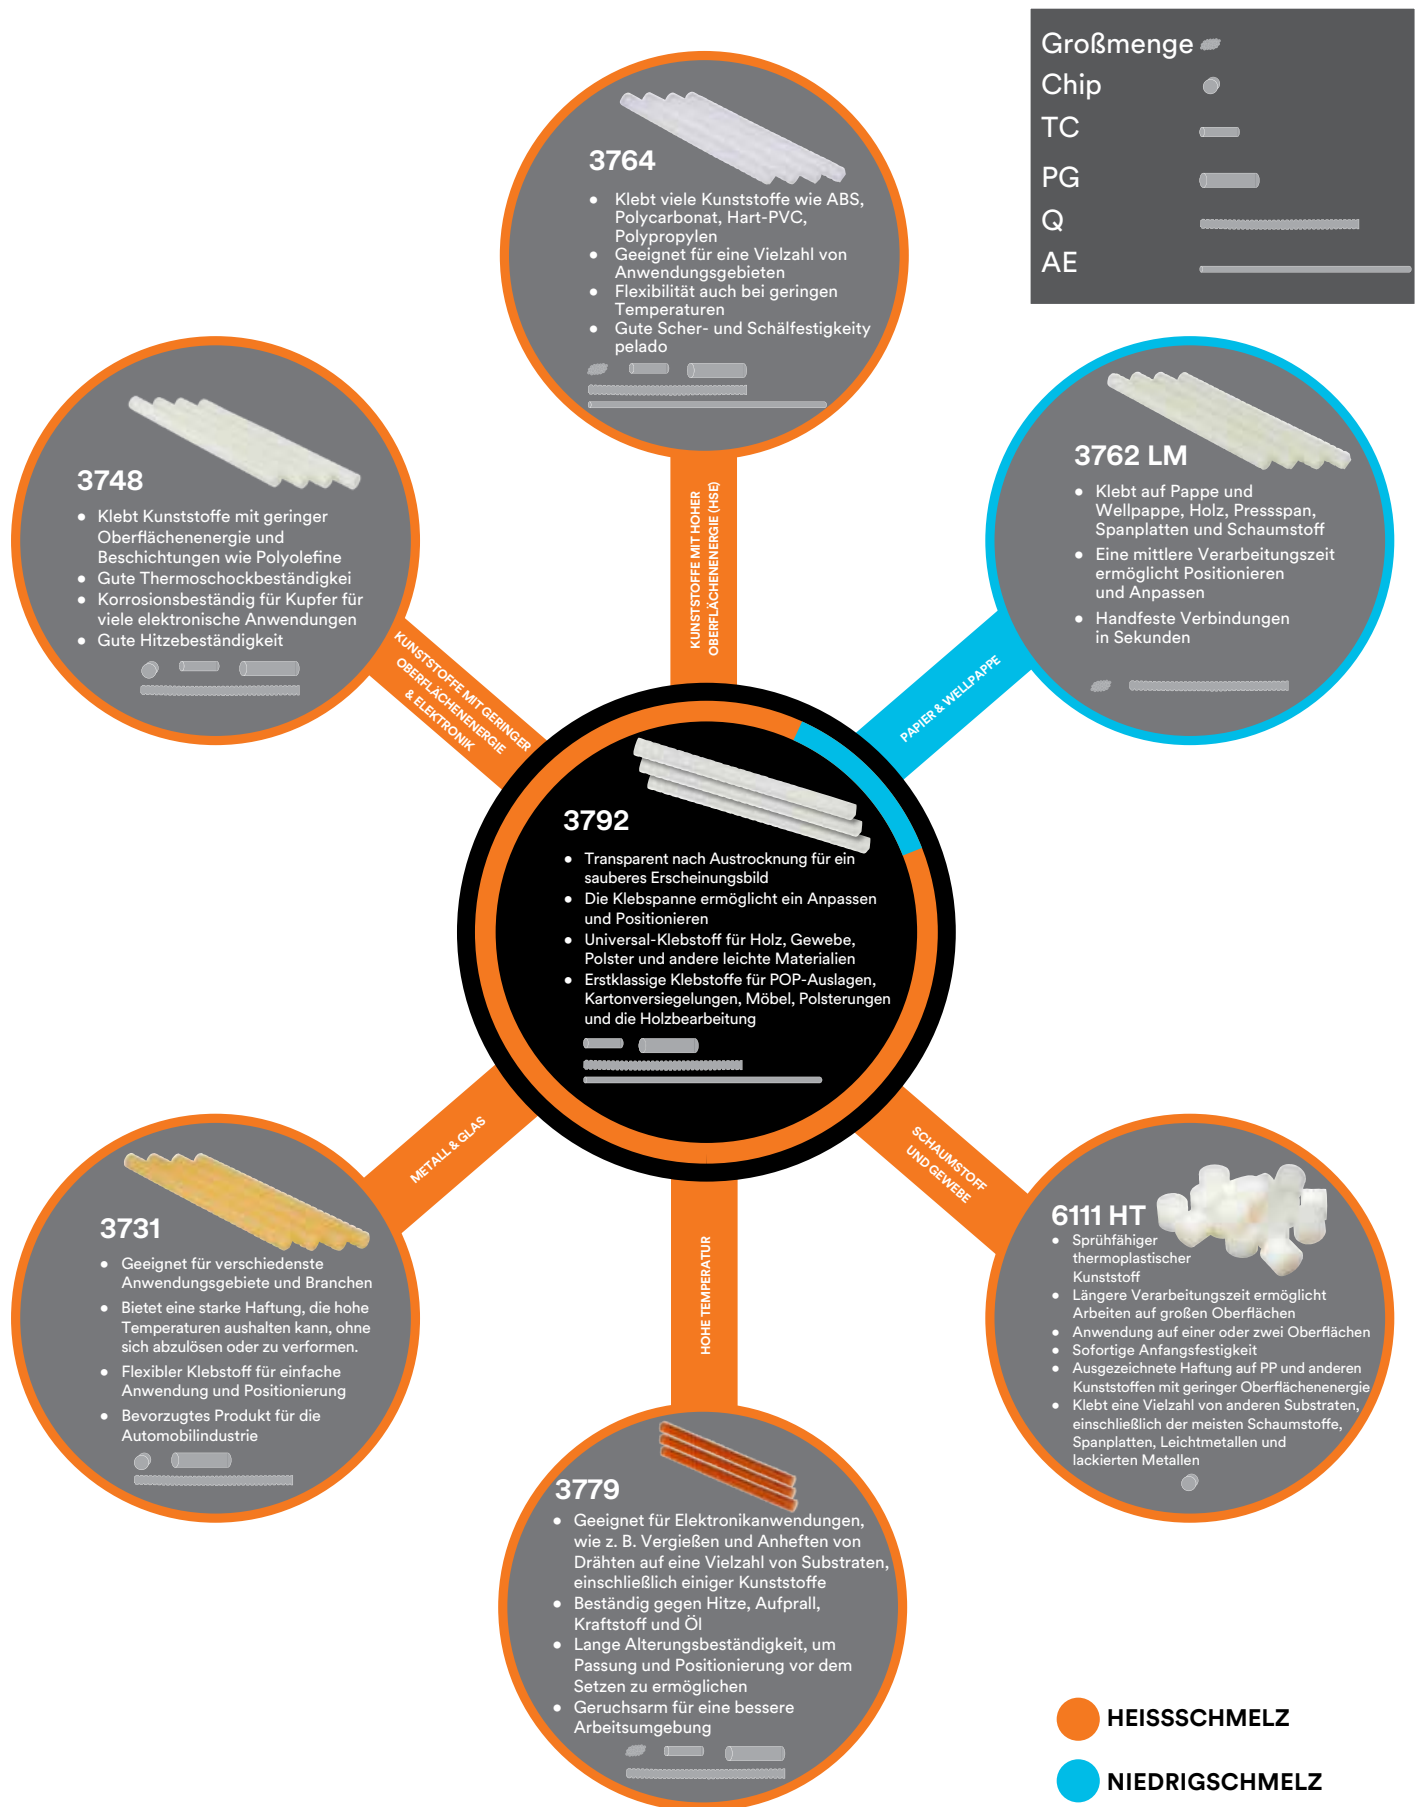 Großmenge
Chip
TC
PG
Q
AE
3764
• Klebt viele Kunststoffe wie ABS,
Polycarbonat, Hart-PVC,
Polypropylen
• Geeignet für eine Vielzahl von
Anwendungsgebieten
• Flexibilität auch bei geringen
Temperaturen
• Gute Scher- und Schälfestigkeity
pelado
3748
• Klebt Kunststoffe mit geringer
Oberflächenenergie und
Beschichtungen wie Polyolefine
• Gute Thermoschockbeständigkei
• Korrosionsbeständig für Kupfer für
viele elektronische Anwendungen
• Gute Hitzebeständigkeit
3762 LM
• Klebt auf Pappe und
Wellpappe, Holz, Pressspan,
Spanplatten und Schaumstoff
• Eine mittlere Verarbeitungszeit
ermöglicht Positionieren
und Anpassen
• Handfeste Verbindungen
in Sekunden
KUNSTSTOFFE MIT HOHER
OBERFLÄCHENENERGIE (HSE)
KUNSTSTOFFE MIT GERINGER
OBERFLÄCHENENERGIE
& ELEKTRONIK
PAPIER & WELLPAPPE
3792
• Transparent nach Austrocknung für ein
sauberes Erscheinungsbild
• Die Klebspanne ermöglicht ein Anpassen
und Positionieren
• Universal-Klebstoff für Holz, Gewebe,
Polster und andere leichte Materialien
• Erstklassige Klebstoffe für POP-Auslagen,
Kartonversiegelungen, Möbel, Polsterungen
und die Holzbearbeitung
METALL & GLAS
HOHE TEMPERATUR
SCHAUMSTOFF
UND GEWEBE
3731
• Geeignet für verschiedenste
Anwendungsgebiete und Branchen
• Bietet eine starke Haftung, die hohe
Temperaturen aushalten kann, ohne
sich abzulösen oder zu verformen.
• Flexibler Klebstoff für einfache
Anwendung und Positionierung
• Bevorzugtes Produkt für die
Automobilindustrie
6111 HT
• Sprühfähiger
thermoplastischer
Kunststoff
• Längere Verarbeitungszeit ermöglicht
Arbeiten auf großen Oberflächen
• Anwendung auf einer oder zwei Oberflächen
• Sofortige Anfangsfestigkeit
• Ausgezeichnete Haftung auf PP und anderen
Kunststoffen mit geringer Oberflächenenergie
• Klebt eine Vielzahl von anderen Substraten,
einschließlich der meisten Schaumstoffe,
Spanplatten, Leichtmetallen und
lackierten Metallen
3779
• Geeignet für Elektronikanwendungen,
wie z. B. Vergießen und Anheften von
Drähten auf eine Vielzahl von Substraten,
einschließlich einiger Kunststoffe
• Beständig gegen Hitze, Aufprall,
Kraftstoff und Öl
• Lange Alterungsbeständigkeit, um
Passung und Positionierung vor dem
Setzen zu ermöglichen
• Geruchsarm für eine bessere
Arbeitsumgebung
HEISSSCHMELZ
NIEDRIGSCHMELZ